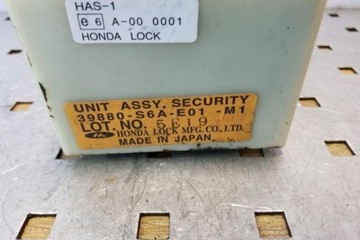 HAS-1
e6 A-00 0001
HONDA LOCK
UNIT ASSY, SECURITY
39880-S6A-E01 -M1
LOT. NO. 5E19
HONDA LOCK MFG. CO., LTD.
MADE IN JAPAN